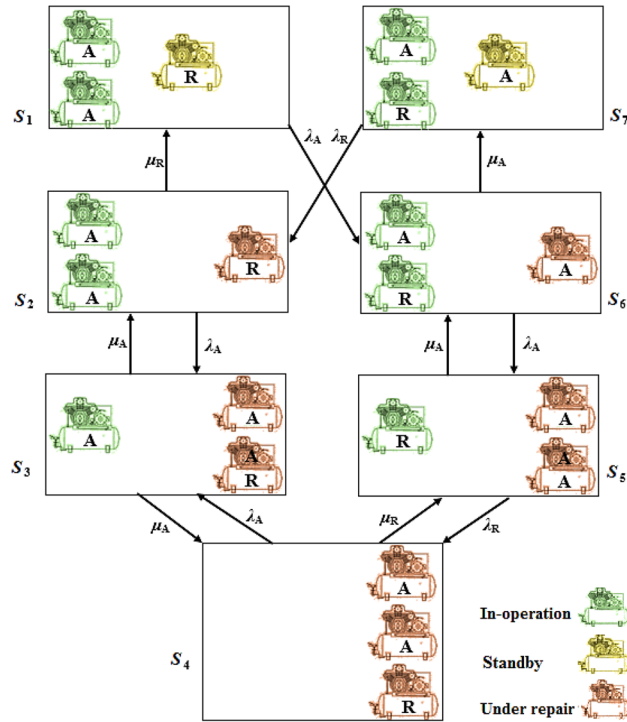 A
R
A
S1
A
A
R
S7
μR
λA
λR
μA
A
A
R
S2
A
R
A
S6
μA
λA
μA
λA
A
A
A
R
S3
R
A
A
A
S5
μA
λA
μR
λR
A
A
R
S4
In-operation
Standby
Under repair